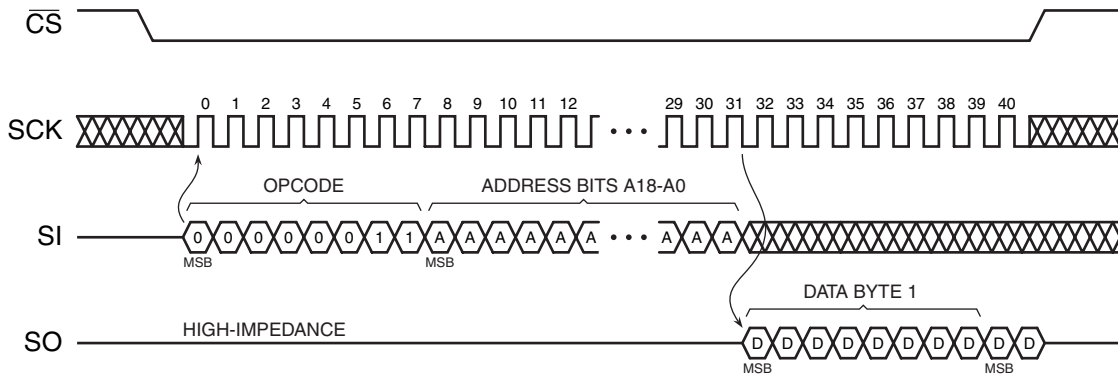 CS
SCK
0 1 2 3 4 5 6 7 8 9 10 11 12 29 30 31 32 33 34 35 36 37 38 39 40
OPCODE ADDRESS BITS A18-A0
SI 0 0 0 0 0 0 1 1 A A A A A A A A A
MSB MSB
DATA BYTE 1
HIGH-IMPEDANCE
SO D D D D D D D D D D
MSB MSB